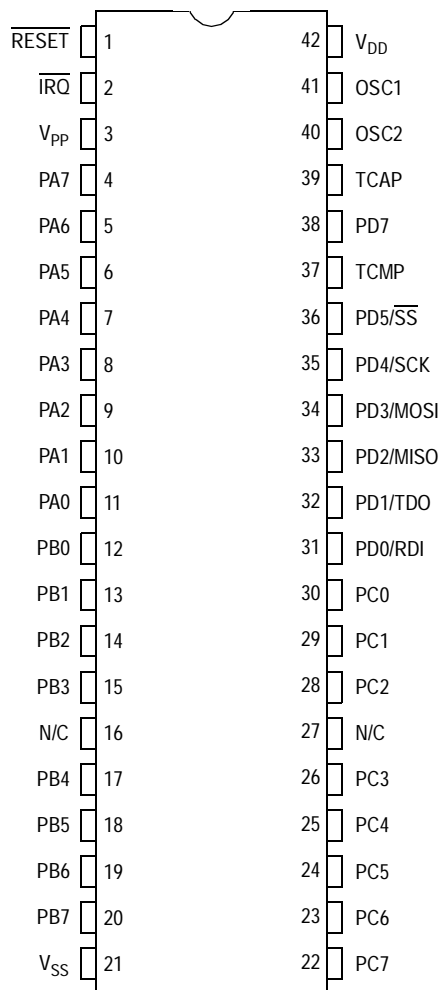 RESET 1 42 VDD
IRQ 2 41 OSC1
VPP 3 40 OSC2
PA7 4 39 TCAP
PA6 5 38 PD7
PA5 6 37 TCMP
PA4 7 36 PD5/SS
PA3 8 35 PD4/SCK
PA2 9 34 PD3/MOSI
PA1 10 33 PD2/MISO
PA0 11 32 PD1/TDO
PB0 12 31 PD0/RDI
PB1 13 30 PC0
PB2 14 29 PC1
PB3 15 28 PC2
N/C 16 27 N/C
PB4 17 26 PC3
PB5 18 25 PC4
PB6 19 24 PC5
PB7 20 23 PC6
VSS 21 22 PC7